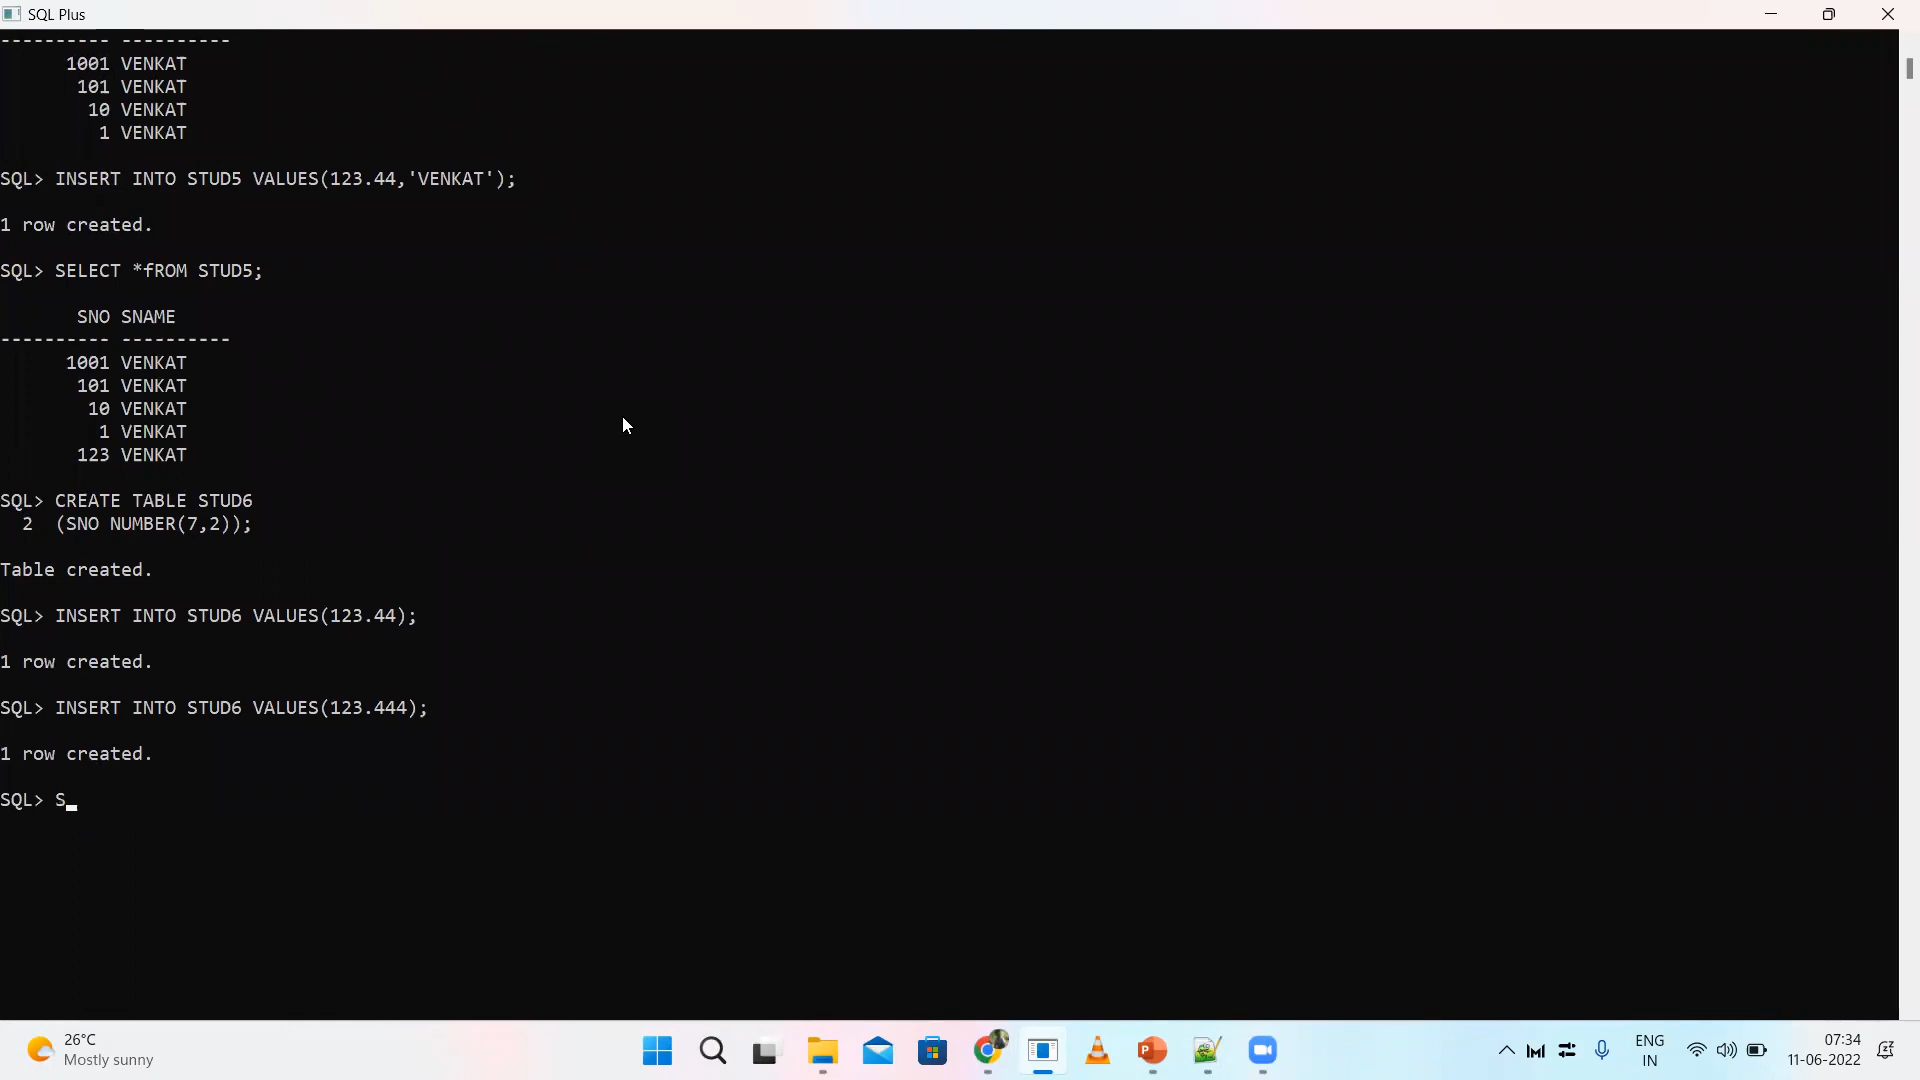 SQL Plus
---------- ----------
      1001 VENKAT
       101 VENKAT
        10 VENKAT
         1 VENKAT
SQL> INSERT INTO STUD5 VALUES(123.44,'VENKAT');
1 row created.
SQL> SELECT *fROM STUD5;
       SNO SNAME
---------- ----------
      1001 VENKAT
       101 VENKAT
        10 VENKAT
         1 VENKAT
       123 VENKAT
SQL> CREATE TABLE STUD6
  2  (SNO NUMBER(7,2));
Table created.
SQL> INSERT INTO STUD6 VALUES(123.44);
1 row created.
SQL> INSERT INTO STUD6 VALUES(123.444);
1 row created.
SQL> S_
26°C
Mostly sunny
ENG
IN
07:34
11-06-2022